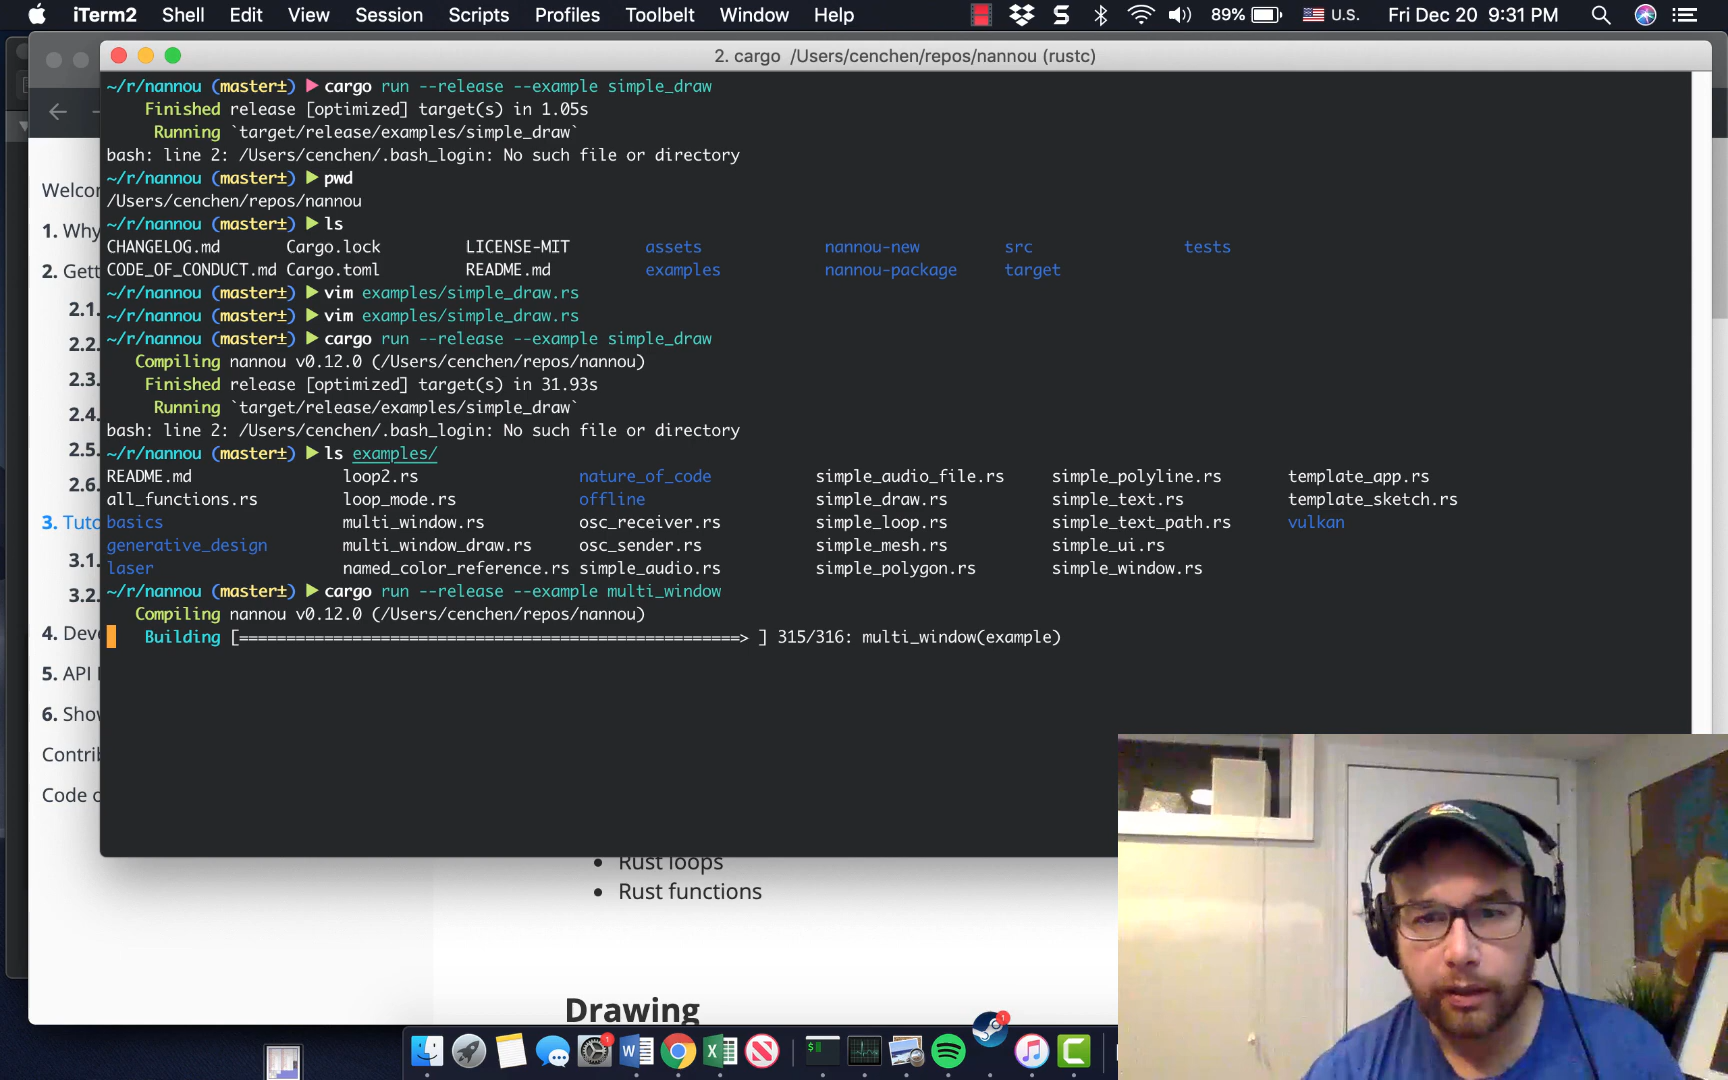 iTerm2 Shell Edit View Session Scripts Profiles Toolbelt Window Help 89% U.S. Fri Dec 20 9:31 PM
2. cargo /Users/cenchen/repos/nannou (rustc)
~/r/nannou (master±) ▶ cargo run --release --example simple_draw
Finished release [optimized] target(s) in 1.05s
Running `target/release/examples/simple_draw`
bash: line 2: /Users/cenchen/.bash_login: No such file or directory
~/r/nannou (master±) ▶ pwd
/Users/cenchen/repos/nannou
~/r/nannou (master±) ▶ ls
CHANGELOG.md Cargo.lock LICENSE-MIT assets nannou-new src tests
CODE_OF_CONDUCT.md Cargo.toml README.md examples nannou-package target
~/r/nannou (master±) ▶ vim examples/simple_draw.rs
~/r/nannou (master±) ▶ vim examples/simple_draw.rs
~/r/nannou (master±) ▶ cargo run --release --example simple_draw
Compiling nannou v0.12.0 (/Users/cenchen/repos/nannou)
Finished release [optimized] target(s) in 31.93s
Running `target/release/examples/simple_draw`
bash: line 2: /Users/cenchen/.bash_login: No such file or directory
~/r/nannou (master±) ▶ ls examples/
README.md loop2.rs nature_of_code simple_audio_file.rs simple_polyline.rs template_app.rs
all_functions.rs loop_mode.rs offline simple_draw.rs simple_text.rs template_sketch.rs
basics multi_window.rs osc_receiver.rs simple_loop.rs simple_text_path.rs vulkan
generative_design multi_window_draw.rs osc_sender.rs simple_mesh.rs simple_ui.rs
laser named_color_reference.rs simple_audio.rs simple_polygon.rs simple_window.rs
~/r/nannou (master±) ▶ cargo run --release --example multi_window
Compiling nannou v0.12.0 (/Users/cenchen/repos/nannou)
Building [=====================================================> ] 315/316: multi_window(example)
Welco
1. Why
2. Gett
2.1.
2.2.
2.3.
2.4.
2.5.
2.6.
3. Tuto
3.1.
3.2.
4. Dev
5. API
6. Sho
Contrib
Code o
• Rust loops
• Rust functions
Drawing